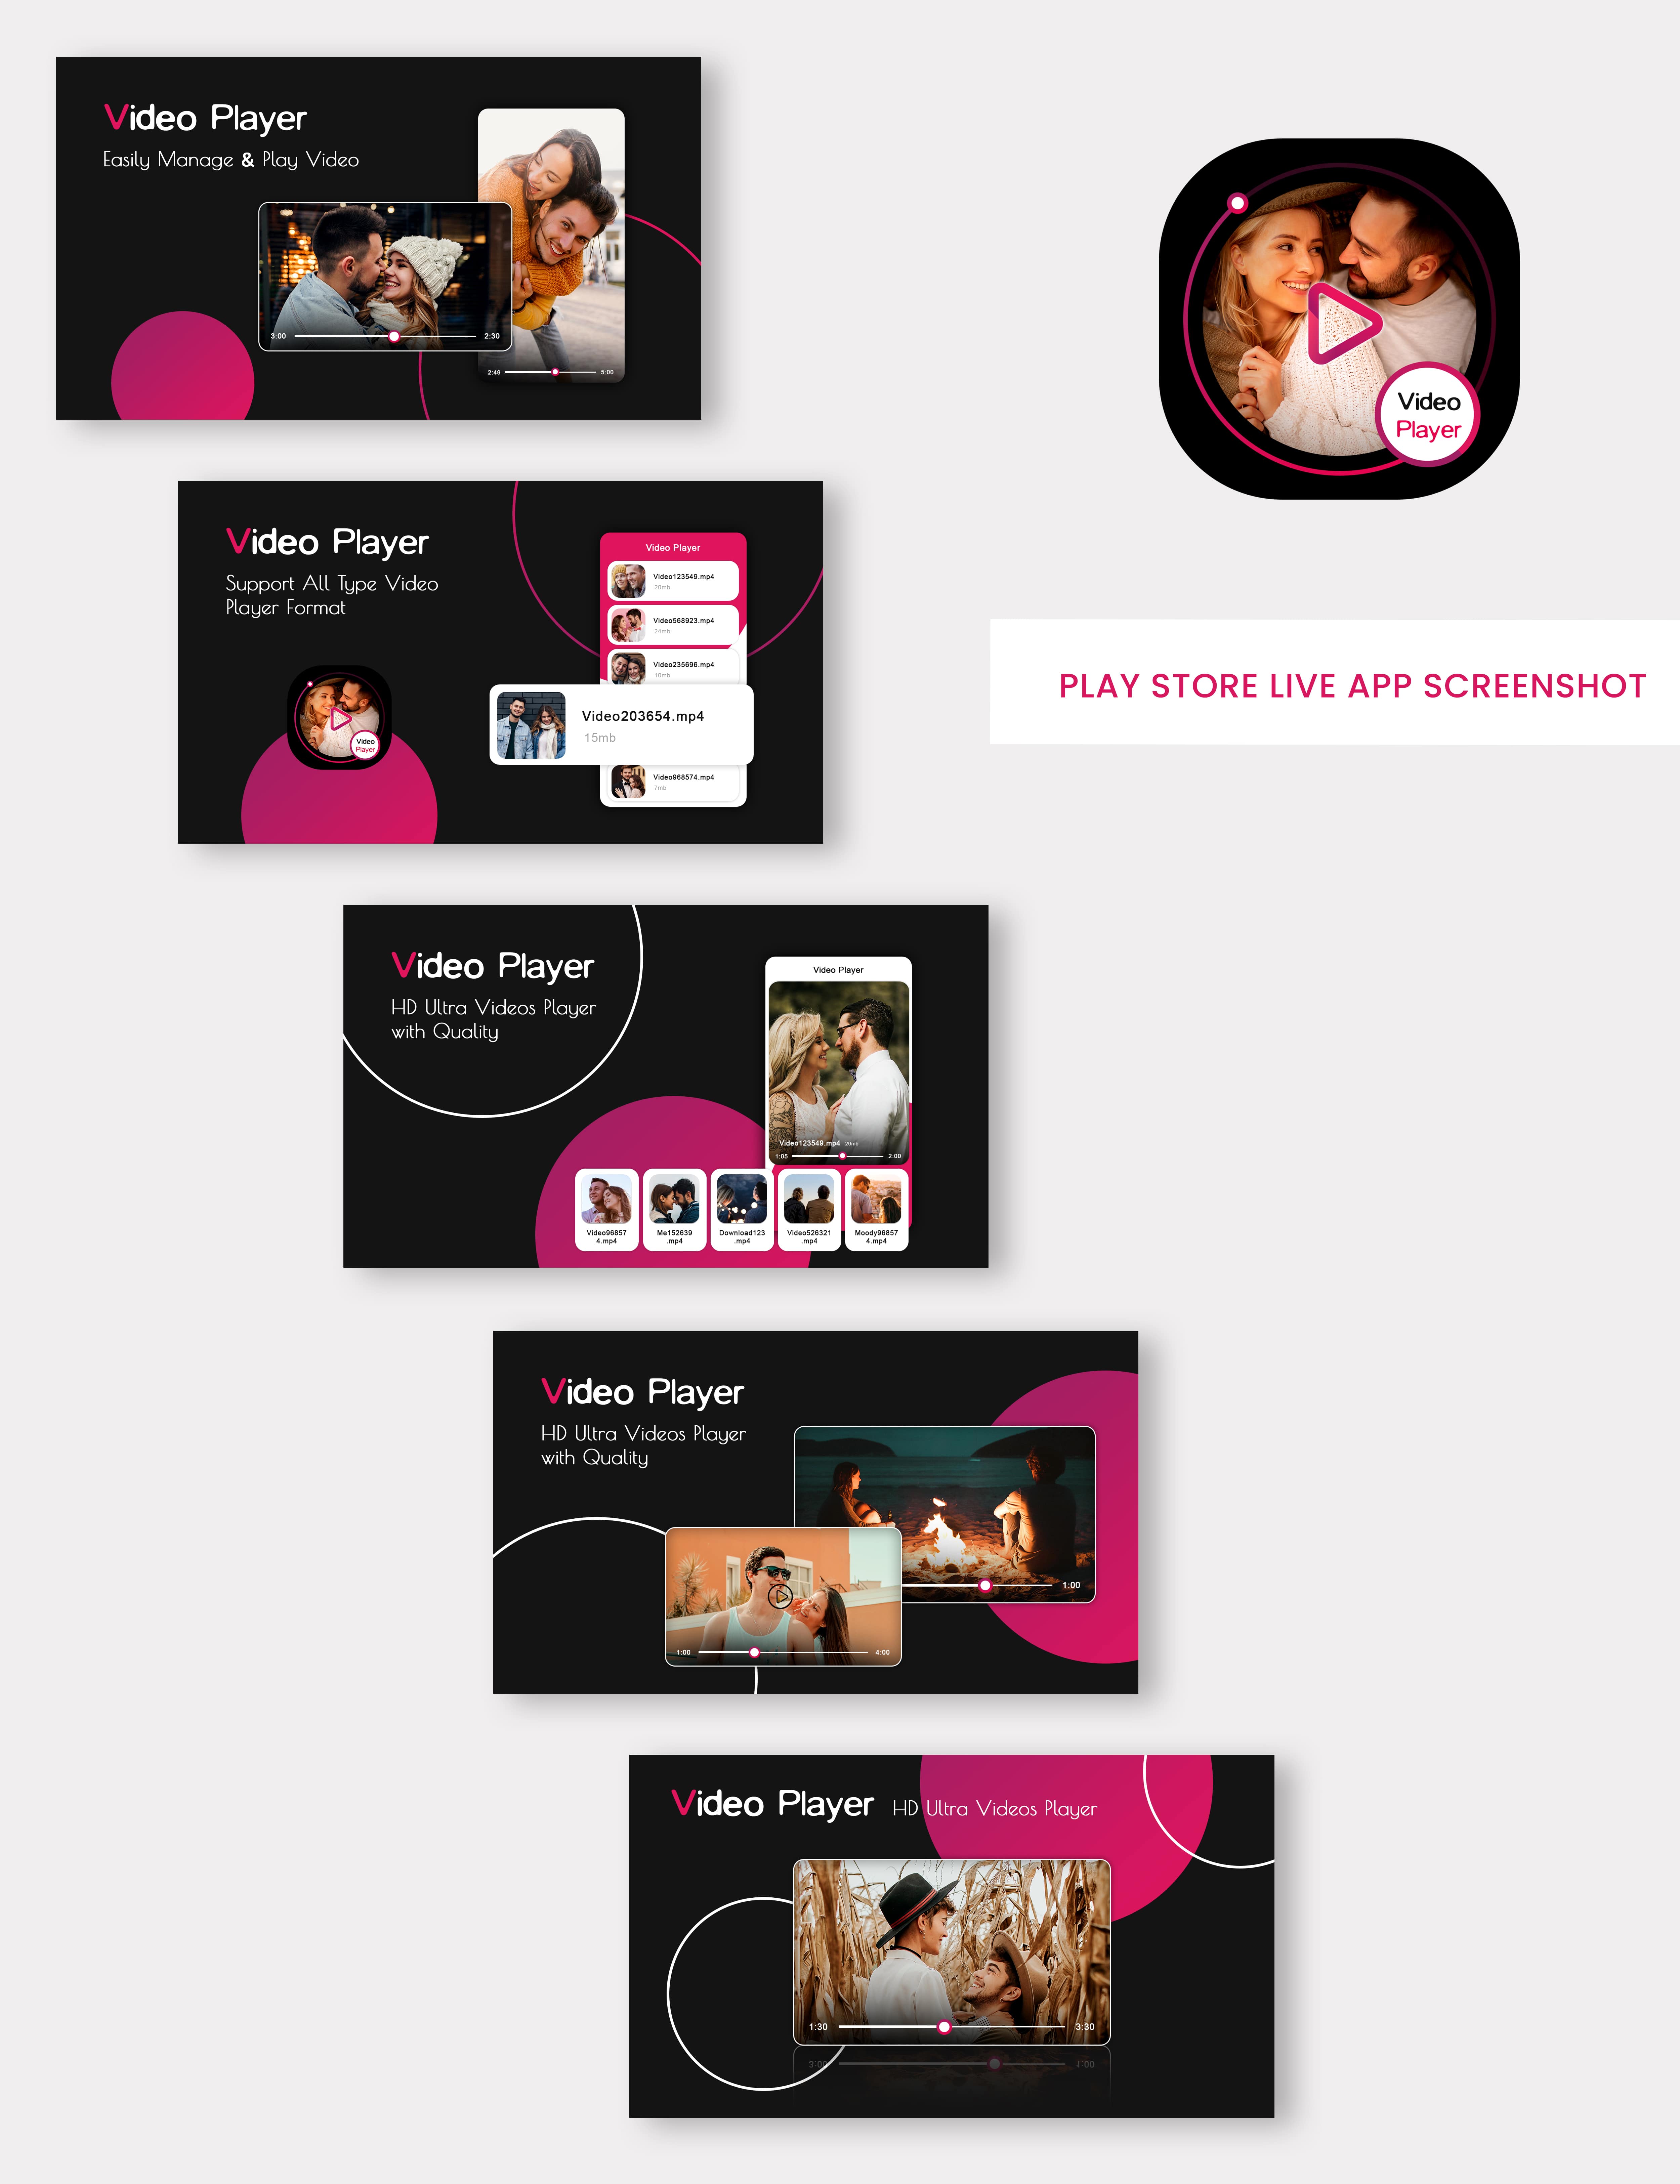 Video Player
Easily Manage & Play Video
3:00
2:30
2:49
5:00
Video
Player
Video Player
Support All Type Video
Player Format
Video
Player
Video Player
Video123549.mp4
20mb
Video568923.mp4
24mb
Video235696.mp4
10mb
Video203654.mp4
15mb
Video968574.mp4
7mb
PLAY STORE LIVE APP SCREENSHOT
Video Player
HD Ultra Videos Player
with Quality
Video Player
Video123549.mp4 20mb
1:05
2:00
Video96857
4.mp4
Me152639
.mp4
Download123
.mp4
Video526321
.mp4
Moody96857
4.mp4
Video Player
HD Ultra Videos Player
with Quality
1:00
1:00
4:00
Video Player HD Ultra Videos Player
1:30
3:30
3:00
1:00